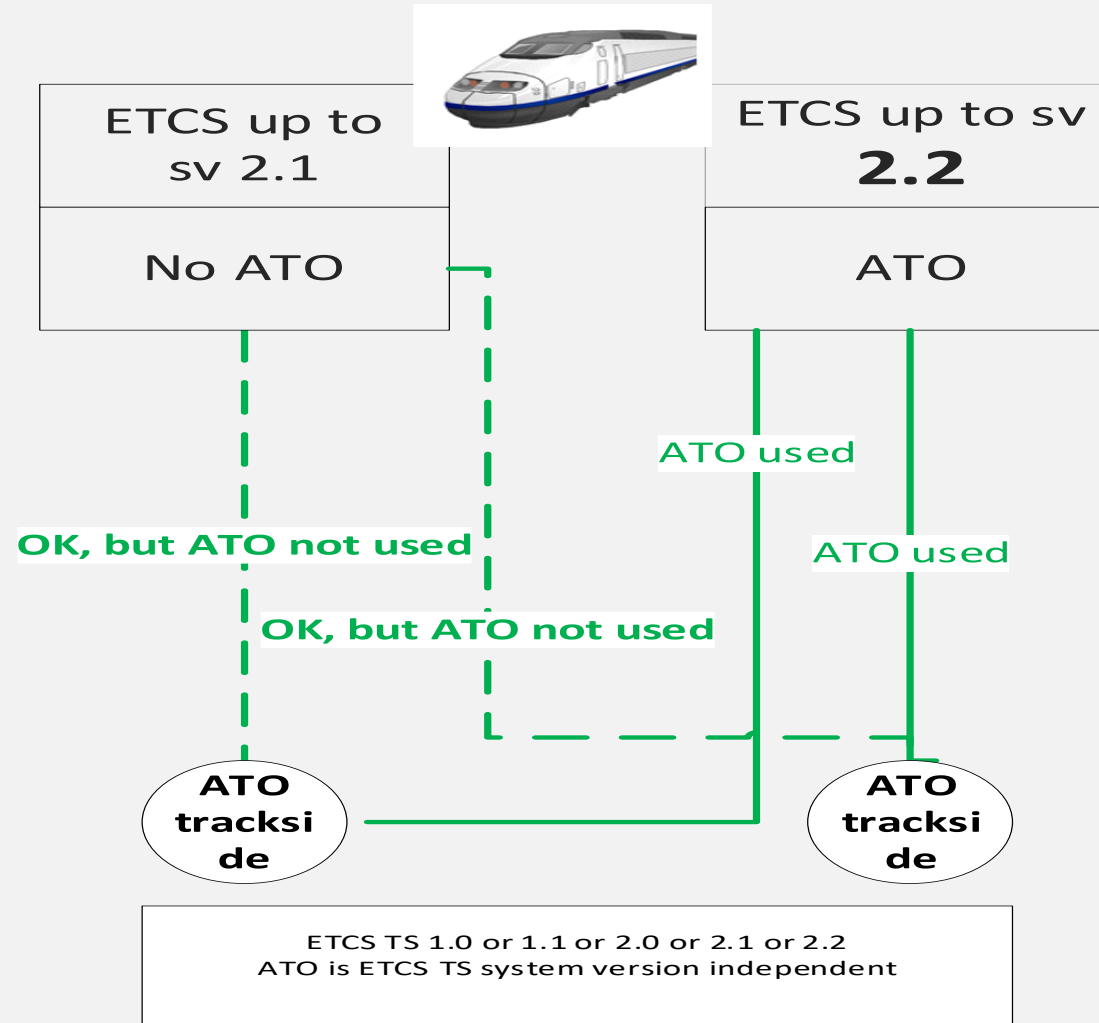 ETCS up to
sv 2.1
No ATO
ETCS up to sv
2.2
ATO
ATO used
OK, but ATO not used
ATO used
OK, but ATO not used
ATO
tracksi
de
ATO
tracksi
de
ETCS TS 1.0 or 1.1 or 2.0 or 2.1 or 2.2
ATO is ETCS TS system version independent